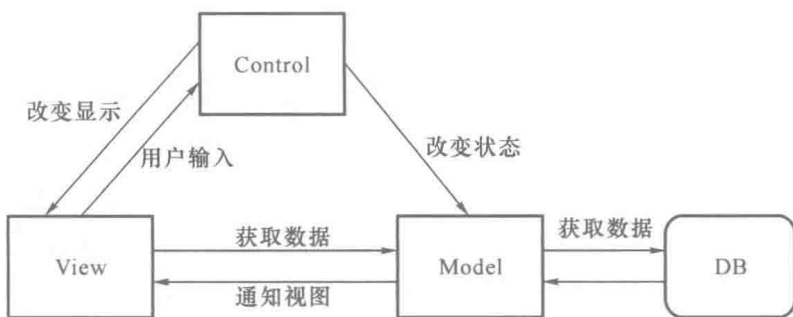 Control
改变显示
用户输入
改变状态
View
获取数据
通知视图
Model
获取数据
DB